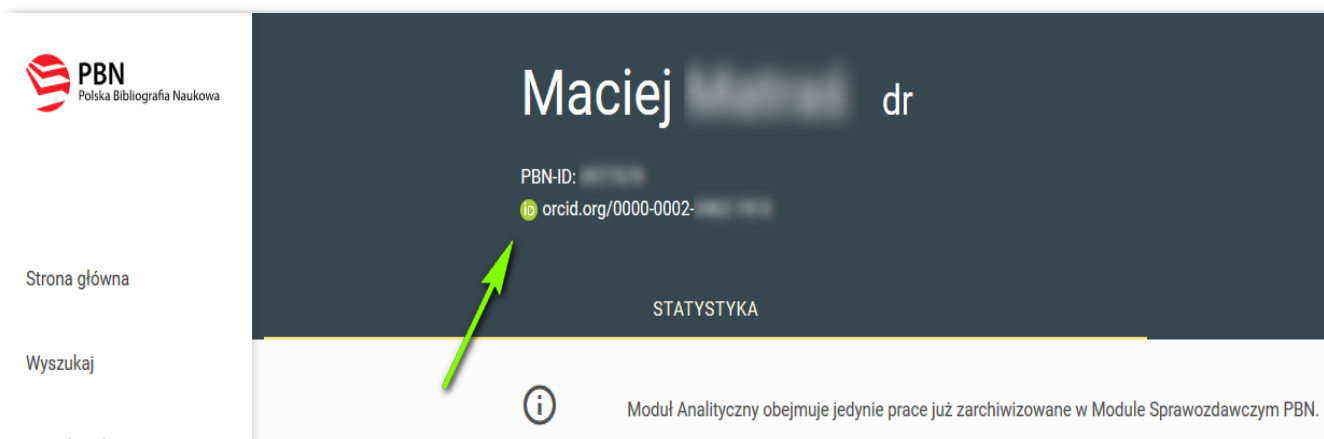 PBN
Polska Bibliografia Naukowa
Maciej dr
PBN-ID:
iD orcid.org/0000-0002-
Strona główna
STATYSTYKA
Wyszukaj
Moduł Analityczny obejmuje jedynie prace już zarchiwizowane w Module Sprawozdawczym PBN.